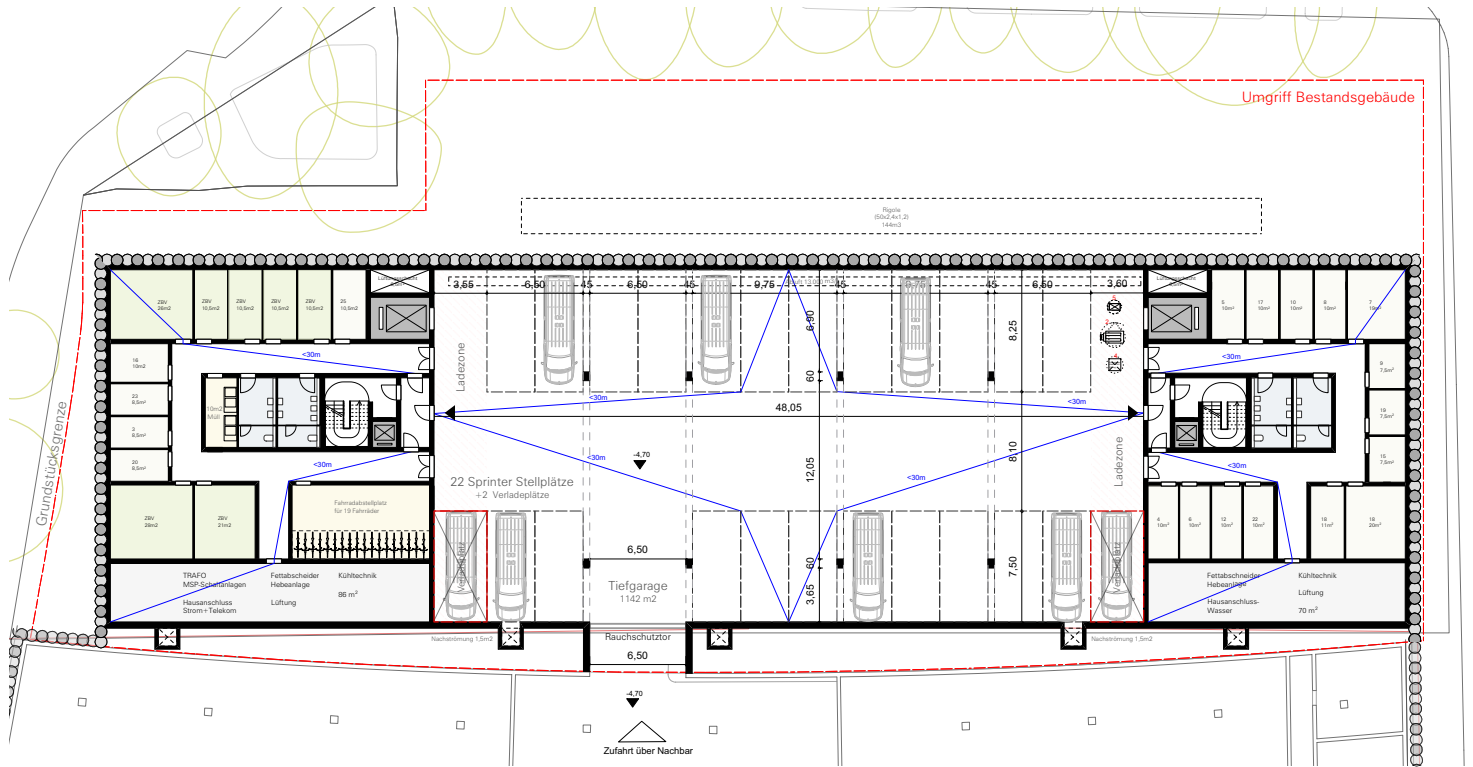 Umgriff Bestandsgebäude
Rigole
(50x2,4x1,2)
144m3
3,55
6,50
45
6,50
45
9,75
45
9,75
45
6,50
3,60
ZBV
26m2
ZBV
10,5m2
ZBV
10,5m2
ZBV
10,5m2
ZBV
10,5m2
25
10,5m2
5
10m²
17
10m²
10
10m²
8
10m²
7
6,90
8,25
<30m
<30m
16
10m2
23
8,5m²
3
8,5m²
20
8,5m²
10m2
Müll
Ladezone
60
<30m
<30m
48,05
9
7,5m²
19
7,5m²
15
7,5m²
Grundstücksgrenze
<30m
-4,70
<30m
12,05
8,10
<30m
Ladezone
<30m
22 Sprinter Stellplätze
+2 Verladeplätze
ZBV
21m2
Fahrradabstellplatz
für 19 Fahrräder
4
10m²
6
10m²
12
10m²
22
10m²
18
11m²
18
20m²
6,50
60
7,50
3,65
Tiefgarage
1142 m2
TRAFO
MSP-Schaltanlagen
Hausanschluss
Strom+Telekom
Fettabscheider
Hebeanlage
Lüftung
Kühltechnik
86 m²
Fettabschneider
Hebeanlage
Hausanschluss-
Wasser
Kühltechnik
Lüftung
70 m²
Nachströmung 1,5m2
Rauchschutztor
6,50
Nachströmung 1,5m2
-4,70
Zufahrt über Nachbar